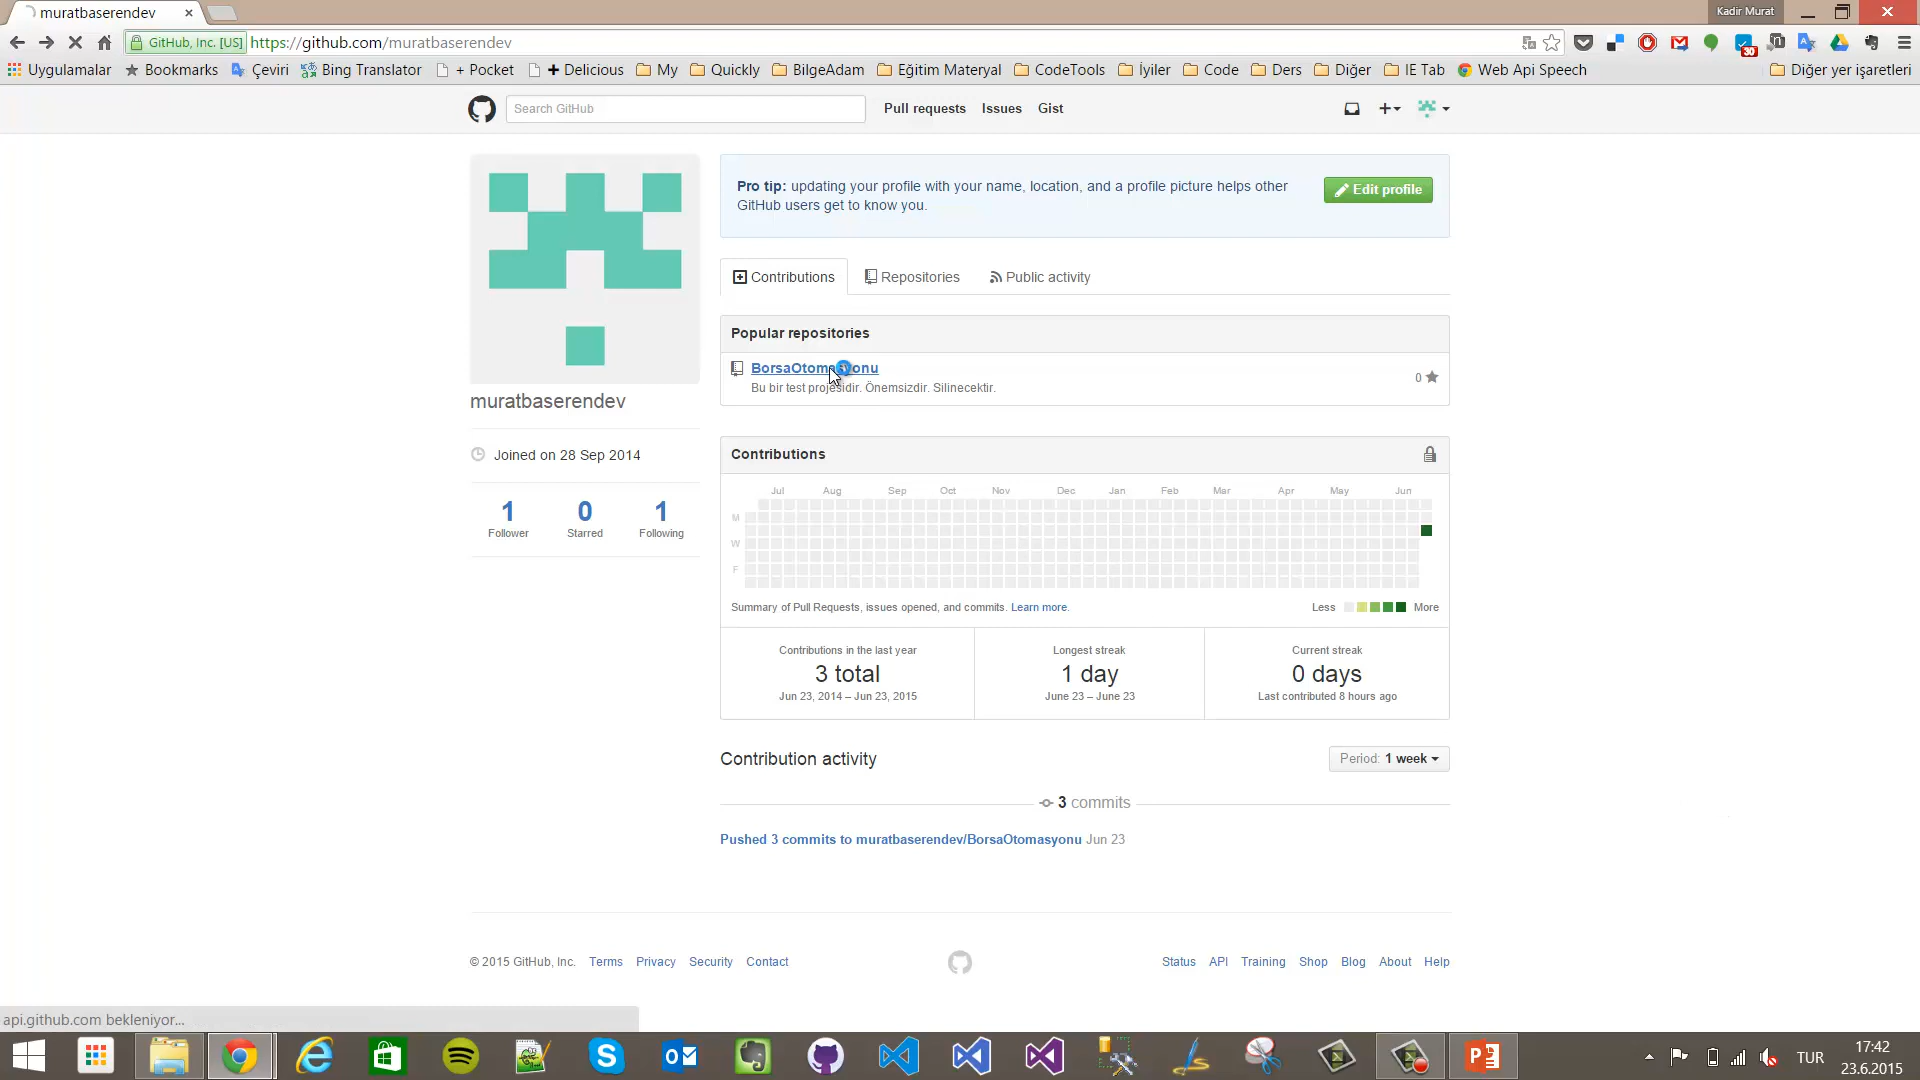 muratbaserendev
Kadir Murat
GitHub, Inc. [US] https://github.com/muratbaserendev
30
Uygulamalar Bookmarks Çeviri Bing Translator + Pocket + Delicious My Quickly BilgeAdam Eğitim Materyal CodeTools İyiler Code Ders Diğer IE Tab Web Api Speech Diğer yer işaretleri
Search GitHub Pull requests Issues Gist
Pro tip: updating your profile with your name, location, and a profile picture helps other
GitHub users get to know you.
Edit profile
Contributions Repositories Public activity
Popular repositories
BorsaOtomasyonu
Bu bir test projesidir. Önemsizdir. Silinecektir.
0
muratbaserendev
Joined on 28 Sep 2014
1 0 1
Follower Starred Following
Contributions
Jul Aug Sep Oct Nov Dec Jan Feb Mar Apr May Jun
M
W
F
Summary of Pull Requests, issues opened, and commits. Learn more.
Less More
Contributions in the last year
3 total
Jun 23, 2014 – Jun 23, 2015
Longest streak
1 day
June 23 – June 23
Current streak
0 days
Last contributed 8 hours ago
Contribution activity
Period: 1 week
3 commits
Pushed 3 commits to muratbaserendev/BorsaOtomasyonu Jun 23
© 2015 GitHub, Inc. Terms Privacy Security Contact
Status API Training Shop Blog About Help
api.github.com bekleniyor...
TUR
17:42
23.6.2015